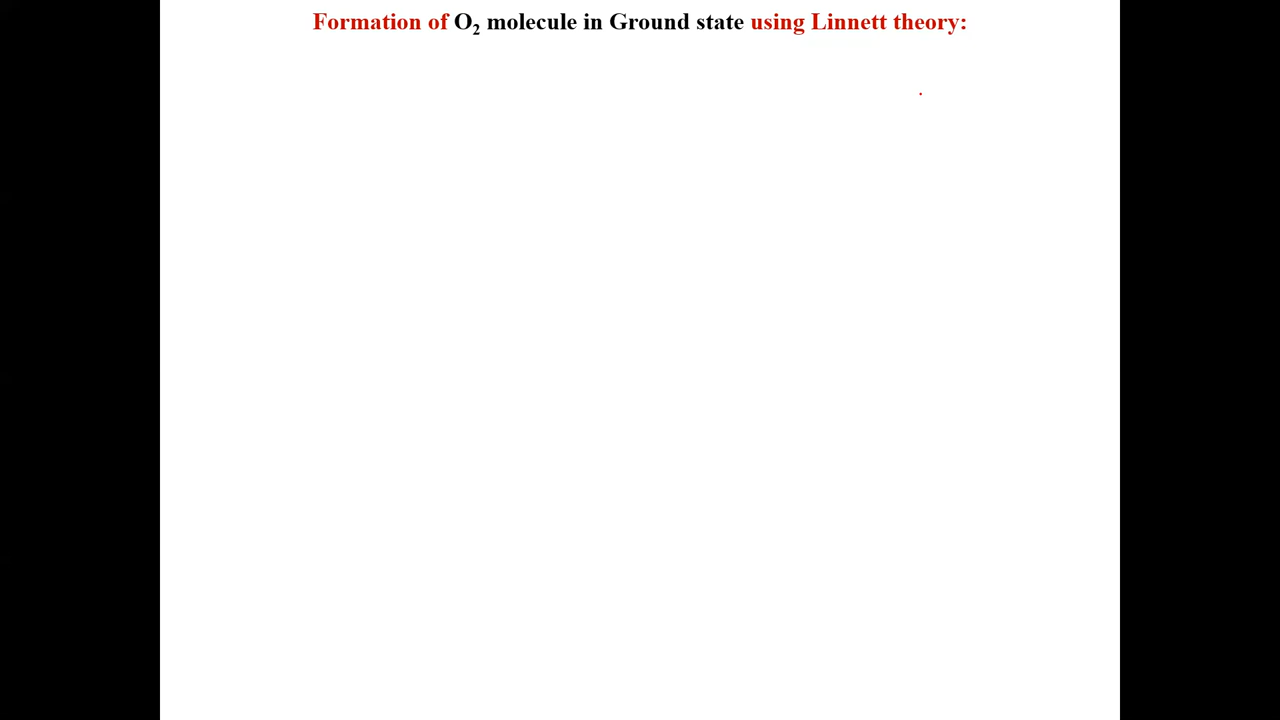 Formation of O₂ molecule in Ground state using Linnett theory: